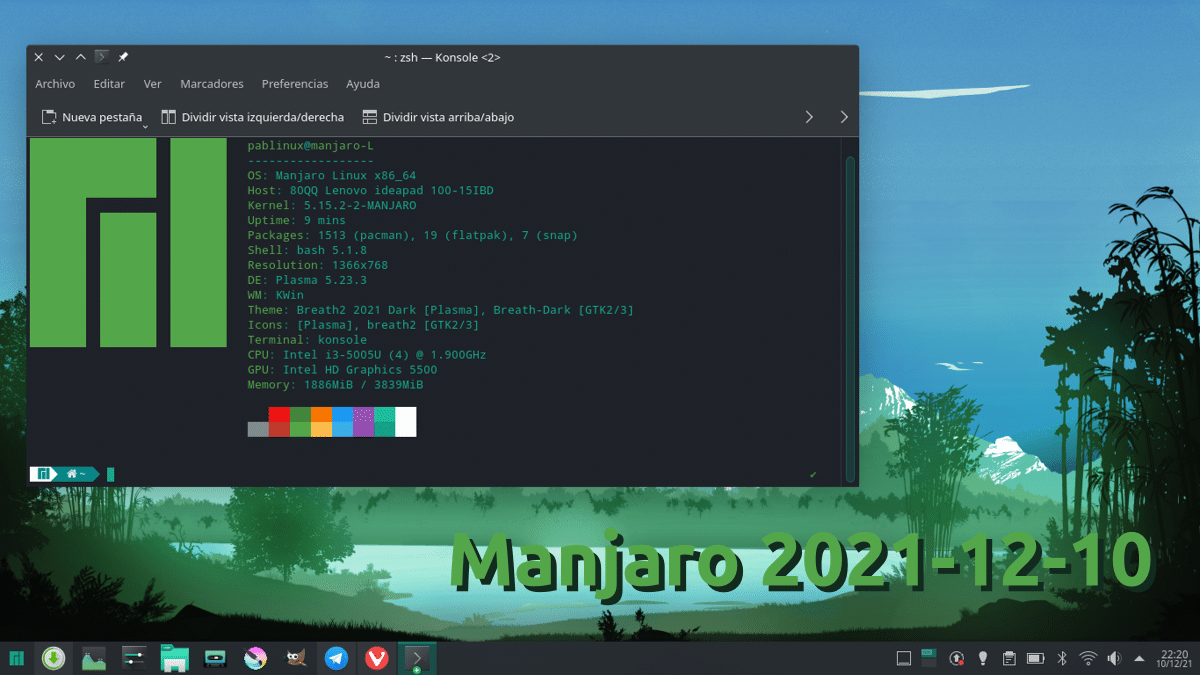 ~ : zsh — Konsole <2>
Archivo Editar Ver Marcadores Preferencias Ayuda
Nueva pestaña Dividir vista izquierda/derecha Dividir vista arriba/abajo
pablinux@manjaro-L
------------------
OS: Manjaro Linux x86_64
Host: 80QQ Lenovo ideapad 100-15IBD
Kernel: 5.15.2-2-MANJARO
Uptime: 9 mins
Packages: 1513 (pacman), 19 (flatpak), 7 (snap)
Shell: bash 5.1.8
Resolution: 1366x768
DE: Plasma 5.23.3
WM: KWin
Theme: Breath2 2021 Dark [Plasma], Breath-Dark [GTK2/3]
Icons: [Plasma], breath2 [GTK2/3]
Terminal: konsole
CPU: Intel i3-5005U (4) @ 1.900GHz
GPU: Intel HD Graphics 5500
Memory: 1886MiB / 3839MiB
~
Manjaro 2021-12-10
22:20
10/12/21